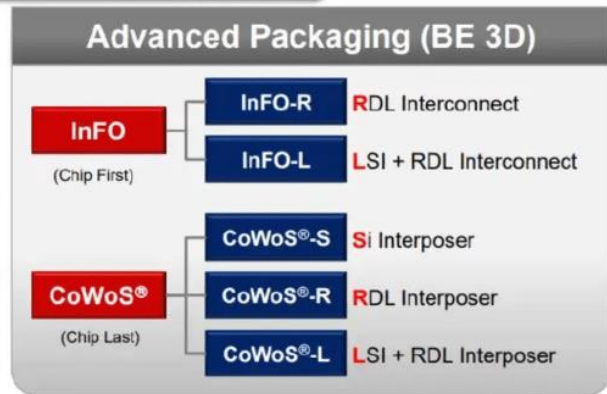 Advanced Packaging (BE 3D)
InFO
(Chip First)
InFO-R RDL Interconnect
InFO-L LSI + RDL Interconnect
CoWoS®
(Chip Last)
CoWoS®-S Si Interposer
CoWoS®-R RDL Interposer
CoWoS®-L LSI + RDL Interposer